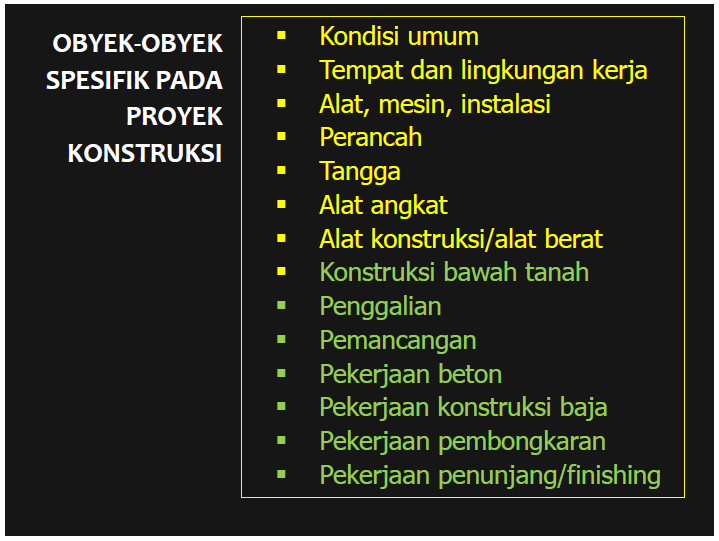 OBYEK-OBYEK
SPESIFIK PADA
PROYEK
KONSTRUKSI
▪ Kondisi umum
▪ Tempat dan lingkungan kerja
▪ Alat, mesin, instalasi
▪ Perancah
▪ Tangga
▪ Alat angkat
▪ Alat konstruksi/alat berat
▪ Konstruksi bawah tanah
▪ Penggalian
▪ Pemancangan
▪ Pekerjaan beton
▪ Pekerjaan konstruksi baja
▪ Pekerjaan pembongkaran
▪ Pekerjaan penunjang/finishing